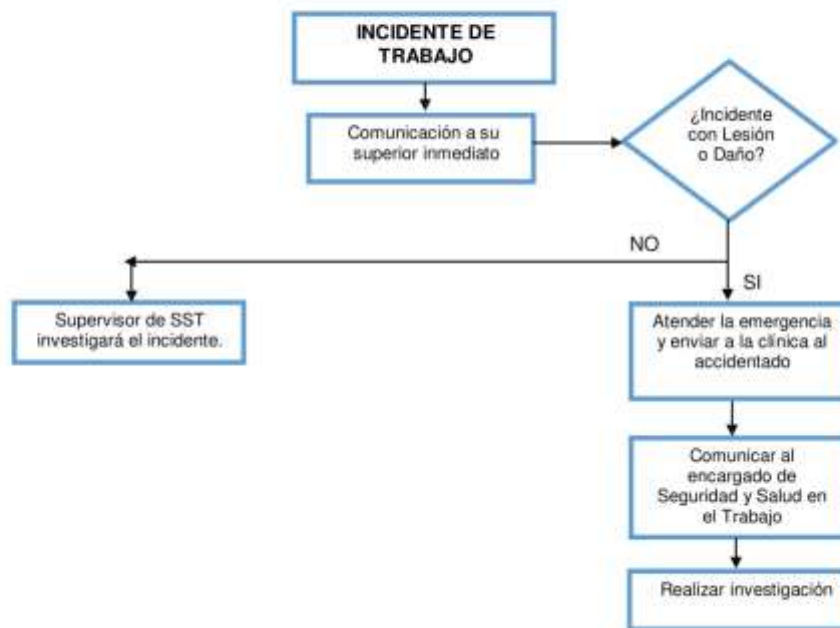 INCIDENTE DE
TRABAJO
Comunicación a su
superior inmediato
¿Incidente
con Lesión
o Daño?
NO
SI
Supervisor de SST
investigará el incidente.
Atender la emergencia
y enviar a la clínica al
accidentado
Comunicar al
encargado de
Seguridad y Salud en
el Trabajo
Realizar investigación